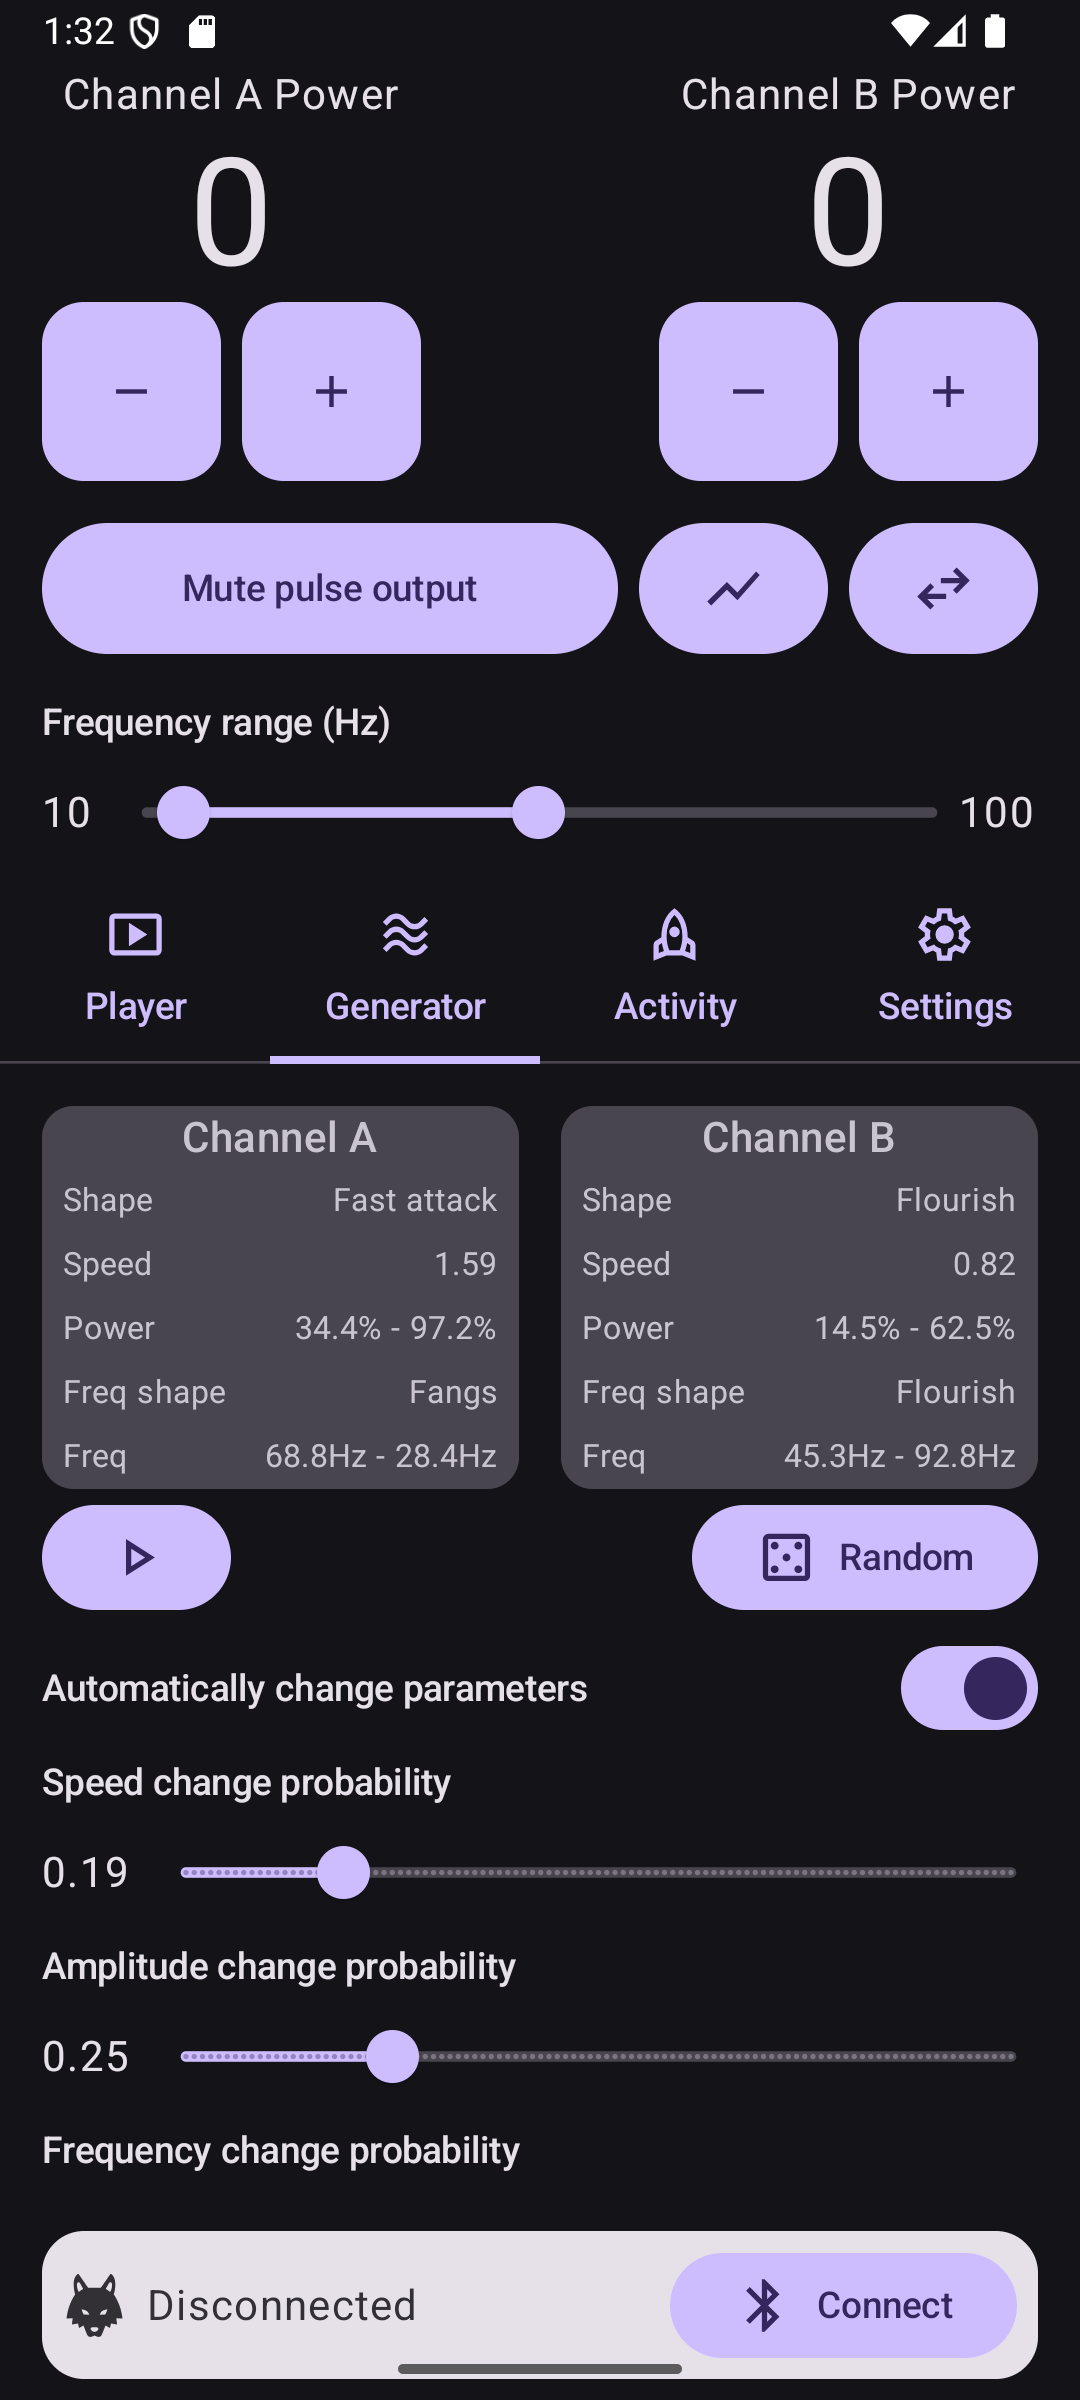 1:32
Channel A Power
Channel B Power
0
0
Mute pulse output
Frequency range (Hz)
10
100
Player
Generator
Activity
Settings
Channel A
Shape Fast attack
Speed 1.59
Power 34.4% - 97.2%
Freq shape Fangs
Freq 68.8Hz - 28.4Hz
Channel B
Shape Flourish
Speed 0.82
Power 14.5% - 62.5%
Freq shape Flourish
Freq 45.3Hz - 92.8Hz
Random
Automatically change parameters
Speed change probability
0.19
Amplitude change probability
0.25
Frequency change probability
Disconnected
Connect